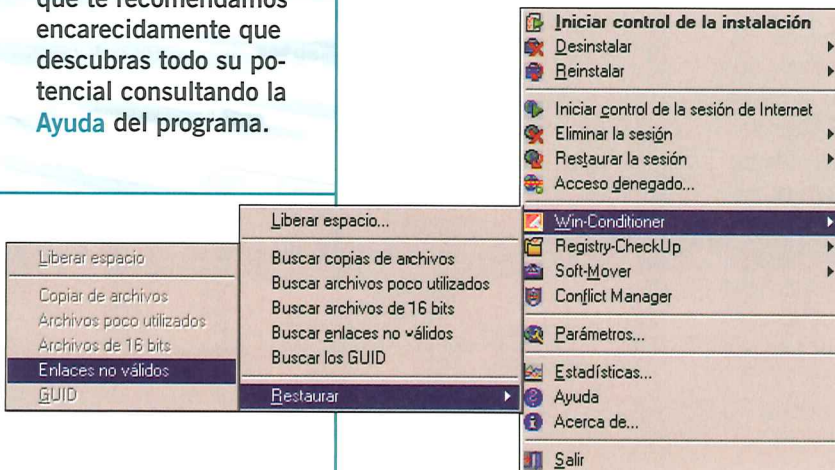 que te recomendamos
encarecidamente que
descubras todo su po-
tencial consultando la
Ayuda del programa.
Iniciar control de la instalación
Desinstalar
Reinstalar
Iniciar control de la sesión de Internet
Eliminar la sesión
Restaurar la sesión
Acceso denegado...
Win-Conditioner
Registry-CheckUp
Soft-Mover
Conflict Manager
Parámetros...
Estadísticas...
Ayuda
Acerca de...
Salir
Liberar espacio...
Buscar copias de archivos
Buscar archivos poco utilizados
Buscar archivos de 16 bits
Buscar enlaces no válidos
Buscar los GUID
Restaurar
Liberar espacio
Copiar de archivos
Archivos poco utilizados
Archivos de 16 bits
Enlaces no válidos
GUID